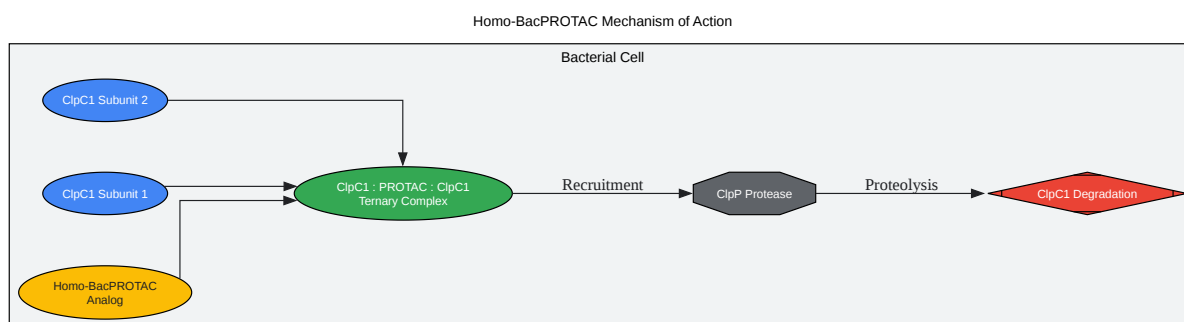 Homo-BacPROTAC Mechanism of Action
Bacterial Cell
ClpC1 Subunit 2
ClpC1 Subunit 1
ClpC1 : PROTAC : ClpC1
Ternary Complex
Recruitment
ClpP Protease
Proteolysis
ClpC1 Degradation
Homo-BacPROTAC
Analog